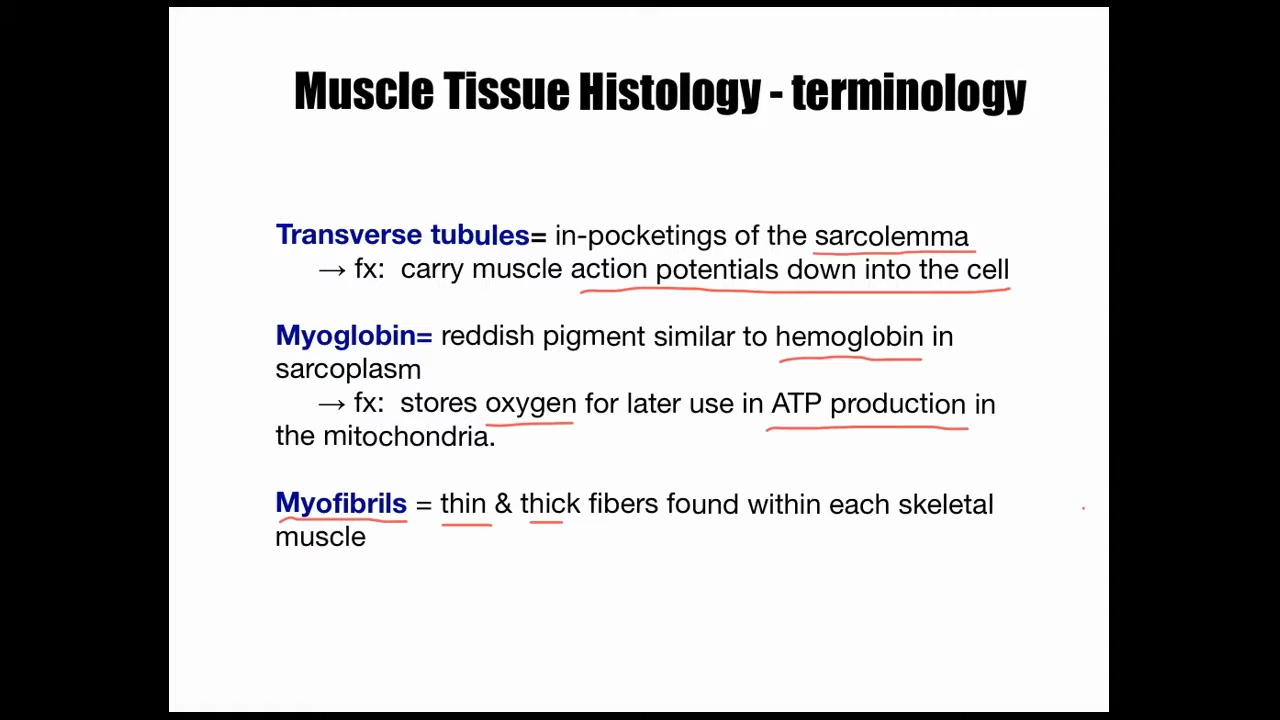 Muscle Tissue Histology - terminology
Transverse tubules= in-pocketings of the sarcolemma
→ fx: carry muscle action potentials down into the cell
Myoglobin= reddish pigment similar to hemoglobin in
sarcoplasm
→ fx: stores oxygen for later use in ATP production in
the mitochondria.
Myofibrils = thin & thick fibers found within each skeletal
muscle